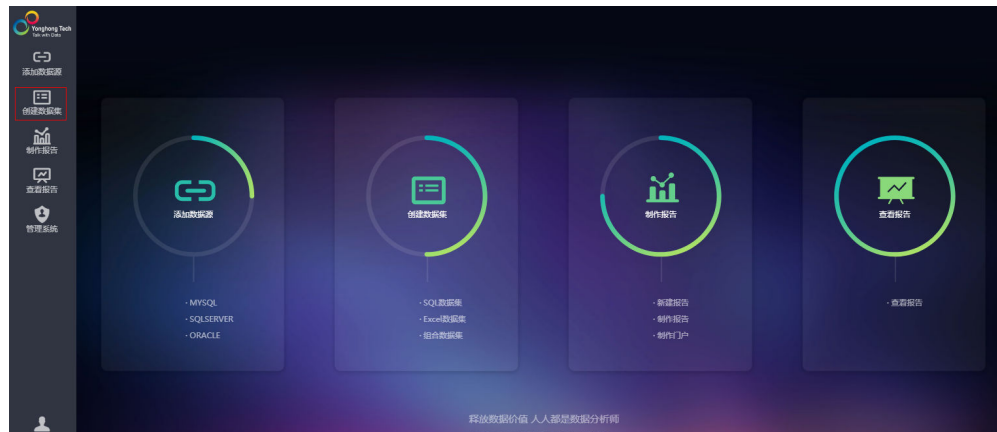 Yonghong Tech
Talk with Data
添加数据源
创建数据集
制作报告
查看报告
管理系统
添加数据源
· MYSQL
· SQLSERVER
· ORACLE
创建数据集
· SQL数据集
· Excel数据集
· 组合数据集
制作报告
· 新建报告
· 制作报告
· 制作门户
查看报告
· 查看报告
释放数据价值 人人都是数据分析师